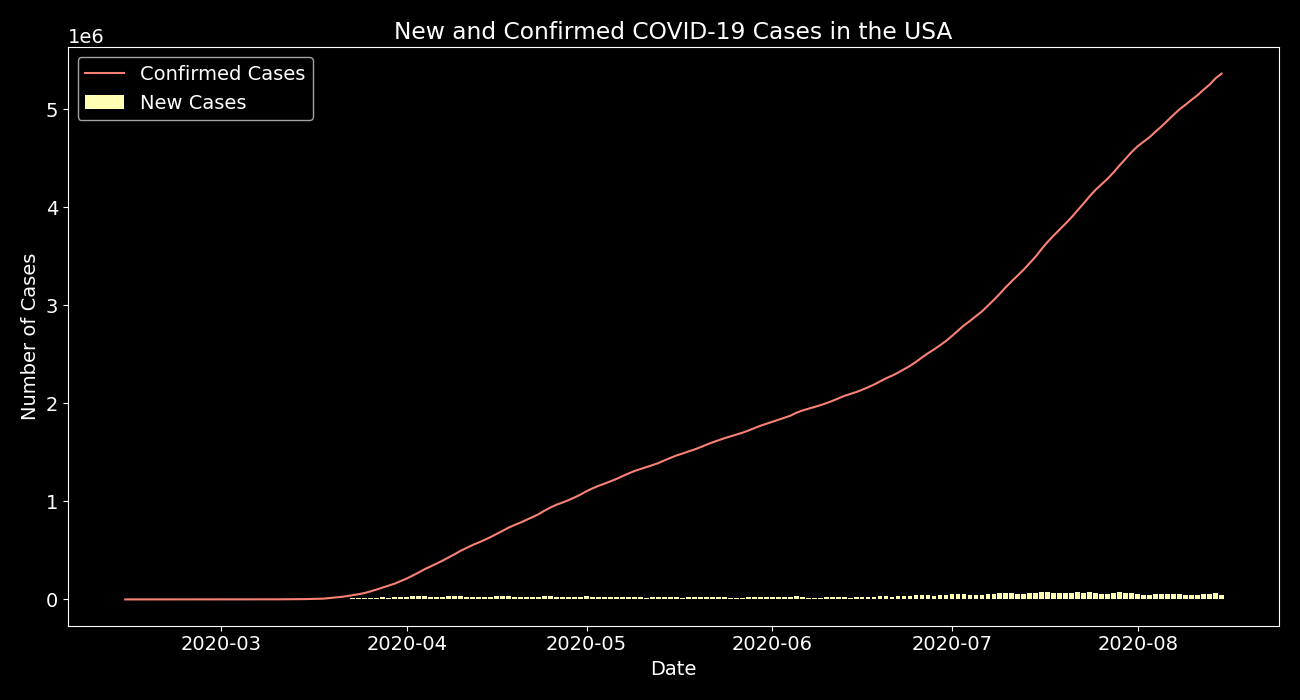 New and Confirmed COVID-19 Cases in the USA
1e6
Confirmed Cases
New Cases
5
4
3
2
1
0
Number of Cases
2020-03 2020-04 2020-05 2020-06 2020-07 2020-08
Date